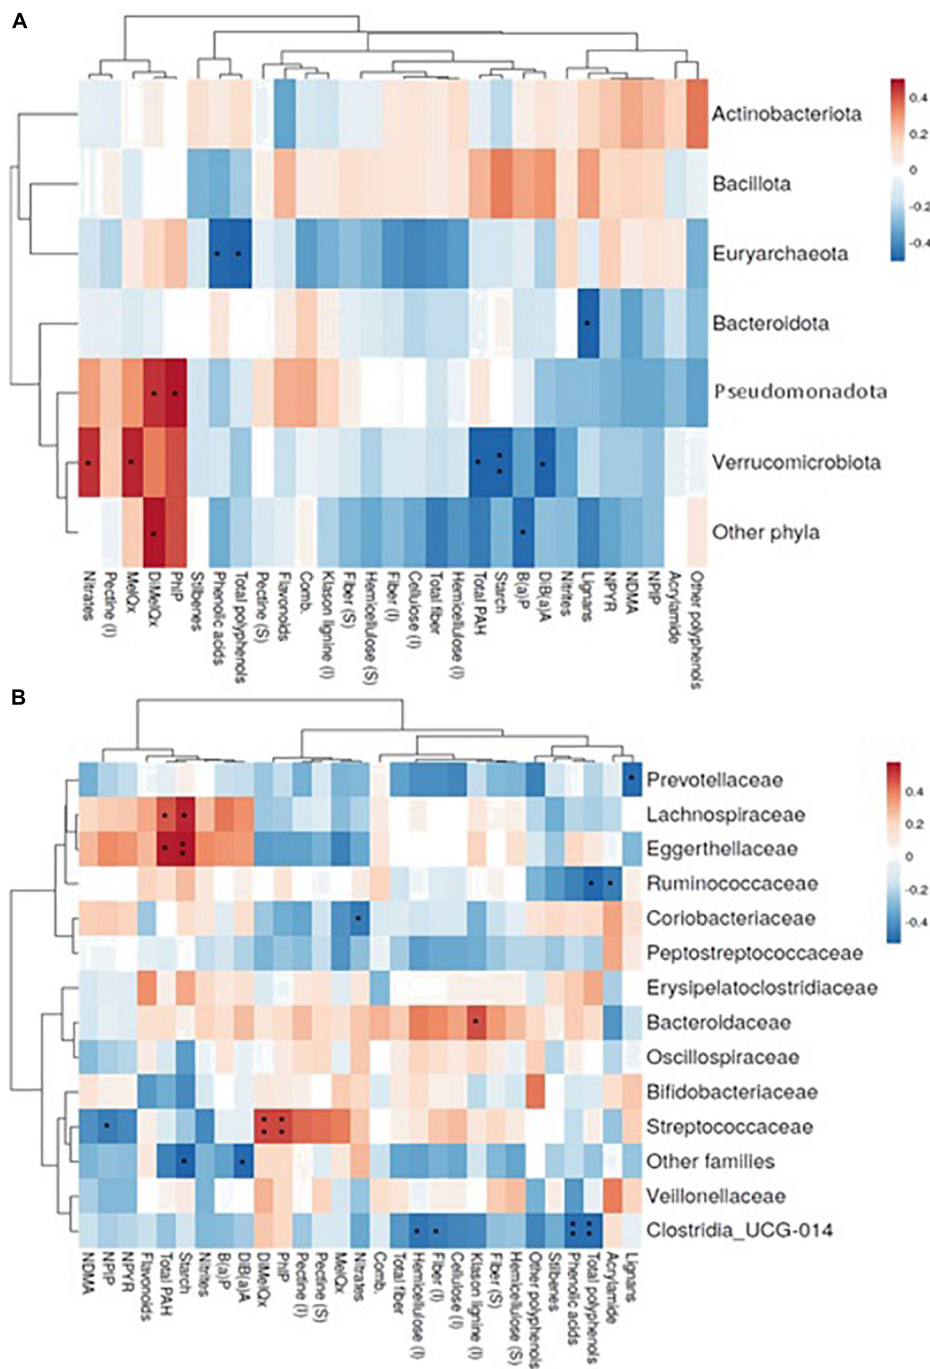 A
Actinobacteriota
Bacillota
Euryarchaeota
Bacteroidota
Pseudomonadota
Verrucomicrobiota
Other phyla
0.4
0.2
0
-0.2
-0.4
Nitrates
Pectine (I)
MeIQx
DiMeIQx
PhIP
Stilbenes
Phenolic acids
Total polyphenols
Pectine (S)
Flavonoids
Comb.
Klason lignine (I)
Fiber (S)
Hemicellulose (S)
Fiber (I)
Cellulose (I)
Total fiber
Hemicellulose (I)
Total PAH
Starch
B(a)P
DiB(a)A
Nitrites
Lignans
NPYR
NDMA
NPIP
Acrylamide
Other polyphenols
B
Prevotellaceae
Lachnospiraceae
Eggerthellaceae
Ruminococcaceae
Coriobacteriaceae
Peptostreptococcaceae
Erysipelatoclostridiaceae
Bacteroidaceae
Oscillospiraceae
Bifidobacteriaceae
Streptococcaceae
Other families
Veillonellaceae
Clostridia_UCG-014
0.4
0.2
0
-0.2
-0.4
NDMA
NPIP
NPYR
Flavonoids
Total PAH
Starch
Nitrites
B(a)P
DiB(a)A
DiMeIQx
PhIP
Pectine (I)
Pectine (S)
MeIQx
Nitrates
Comb.
Total fiber
Hemicellulose (I)
Fiber (I)
Cellulose (I)
Klason lignine (I)
Fiber (S)
Hemicellulose (S)
Other polyphenols
Stilbenes
Phenolic acids
Total polyphenols
Acrylamide
Lignans